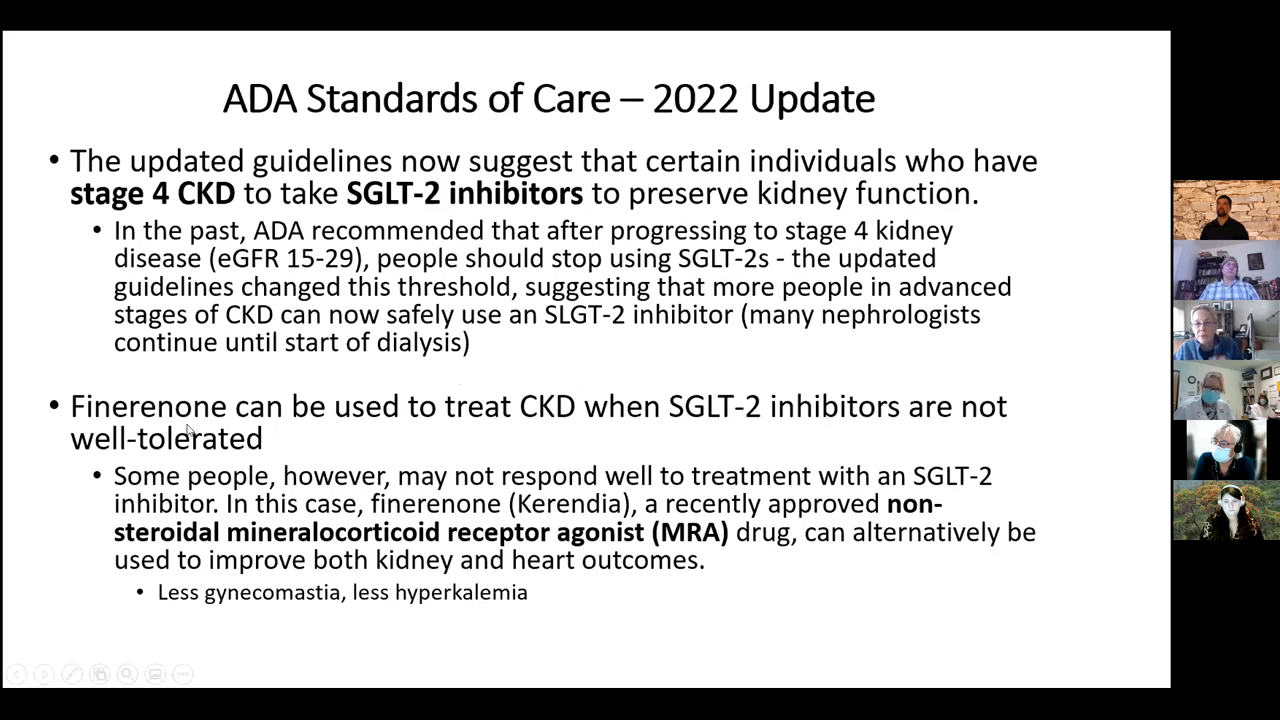 ADA Standards of Care – 2022 Update
• The updated guidelines now suggest that certain individuals who have
stage 4 CKD to take SGLT-2 inhibitors to preserve kidney function.
• In the past, ADA recommended that after progressing to stage 4 kidney
disease (eGFR 15-29), people should stop using SGLT-2s - the updated
guidelines changed this threshold, suggesting that more people in advanced
stages of CKD can now safely use an SLGT-2 inhibitor (many nephrologists
continue until start of dialysis)
• Finerenone can be used to treat CKD when SGLT-2 inhibitors are not
well-tolerated
• Some people, however, may not respond well to treatment with an SGLT-2
inhibitor. In this case, finerenone (Kerendia), a recently approved non-
steroidal mineralocorticoid receptor agonist (MRA) drug, can alternatively be
used to improve both kidney and heart outcomes.
• Less gynecomastia, less hyperkalemia